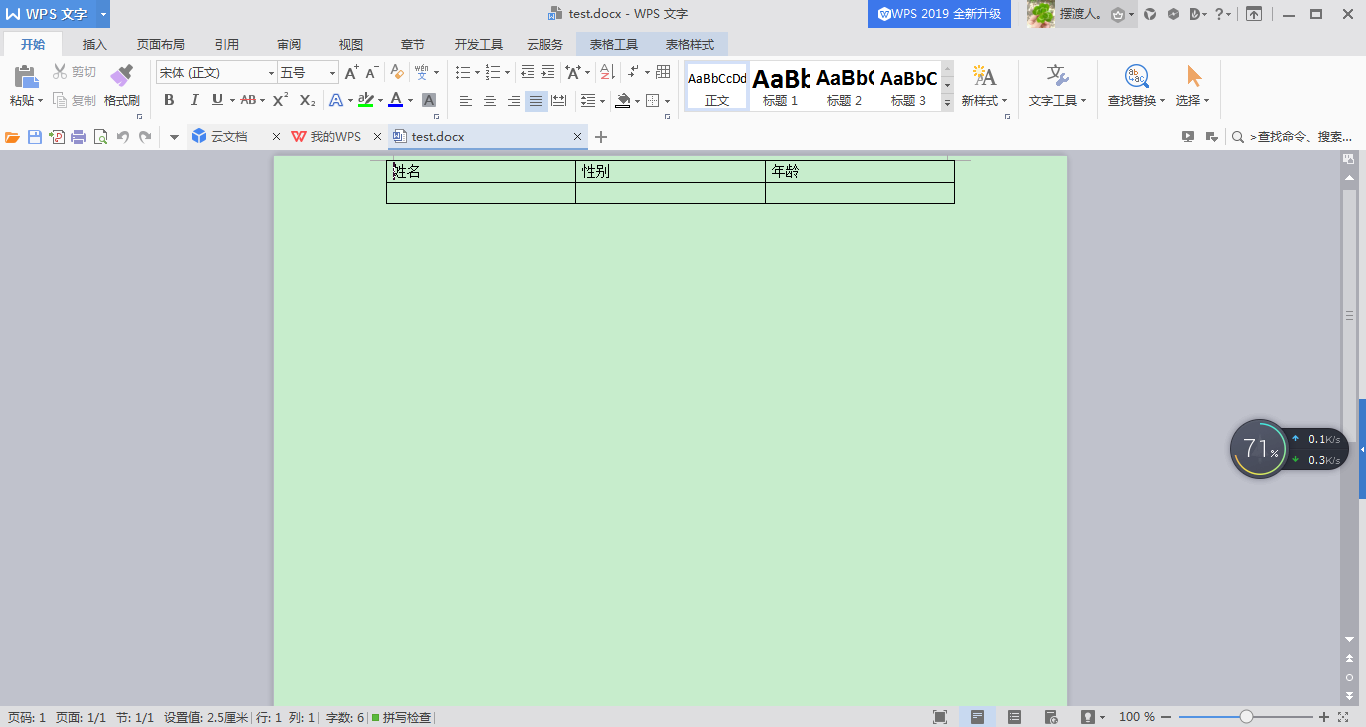 WPS 文字
test.docx - WPS 文字
WPS 2019 全新升级
摆渡人。
开始 插入 页面布局 引用 审阅 视图 章节 开发工具 云服务 表格工具 表格样式
粘贴 剪切 复制 格式刷
宋体 (正文) 五号
AaBbCcDd AaBb AaBbC AaBbC
正文 标题 1 标题 2 标题 3
新样式 文字工具 查找替换 选择
云文档 我的WPS test.docx
>查找命令、搜索...
姓名 性别 年龄
71%
0.1K/s
0.3K/s
页码: 1 页面: 1/1 节: 1/1 设置值: 2.5厘米 行: 1 列: 1 字数: 6 拼写检查 100 %